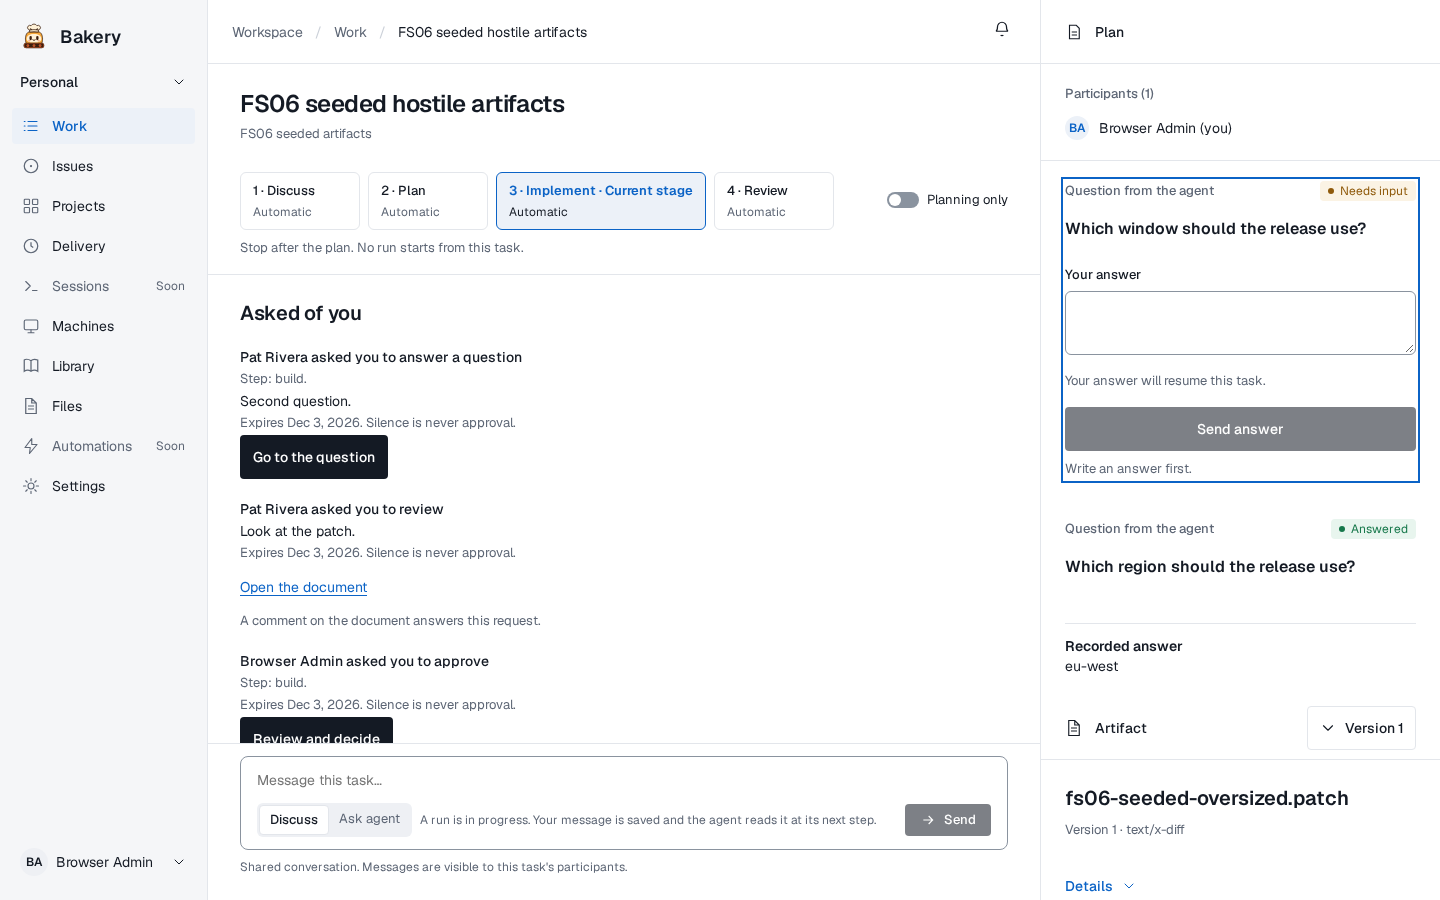 Bakery
Personal
Work
Issues
Projects
Delivery
Sessions Soon
Machines
Library
Files
Automations Soon
Settings
BA Browser Admin
Workspace / Work / FS06 seeded hostile artifacts
FS06 seeded hostile artifacts
FS06 seeded artifacts
1 · Discuss
Automatic
2 · Plan
Automatic
3 · Implement · Current stage
Automatic
4 · Review
Automatic
Planning only
Stop after the plan. No run starts from this task.
Asked of you
Pat Rivera asked you to answer a question
Step: build.
Second question.
Expires Dec 3, 2026. Silence is never approval.
Go to the question
Pat Rivera asked you to review
Look at the patch.
Expires Dec 3, 2026. Silence is never approval.
Open the document
A comment on the document answers this request.
Browser Admin asked you to approve
Step: build.
Expires Dec 3, 2026. Silence is never approval.
Review and decide
Message this task...
Discuss Ask agent A run is in progress. Your message is saved and the agent reads it at its next step. Send
Shared conversation. Messages are visible to this task's participants.
Plan
Participants (1)
BA Browser Admin (you)
Question from the agent Needs input
Which window should the release use?
Your answer
Your answer will resume this task.
Send answer
Write an answer first.
Question from the agent Answered
Which region should the release use?
Recorded answer
eu-west
Artifact Version 1
fs06-seeded-oversized.patch
Version 1 · text/x-diff
Details